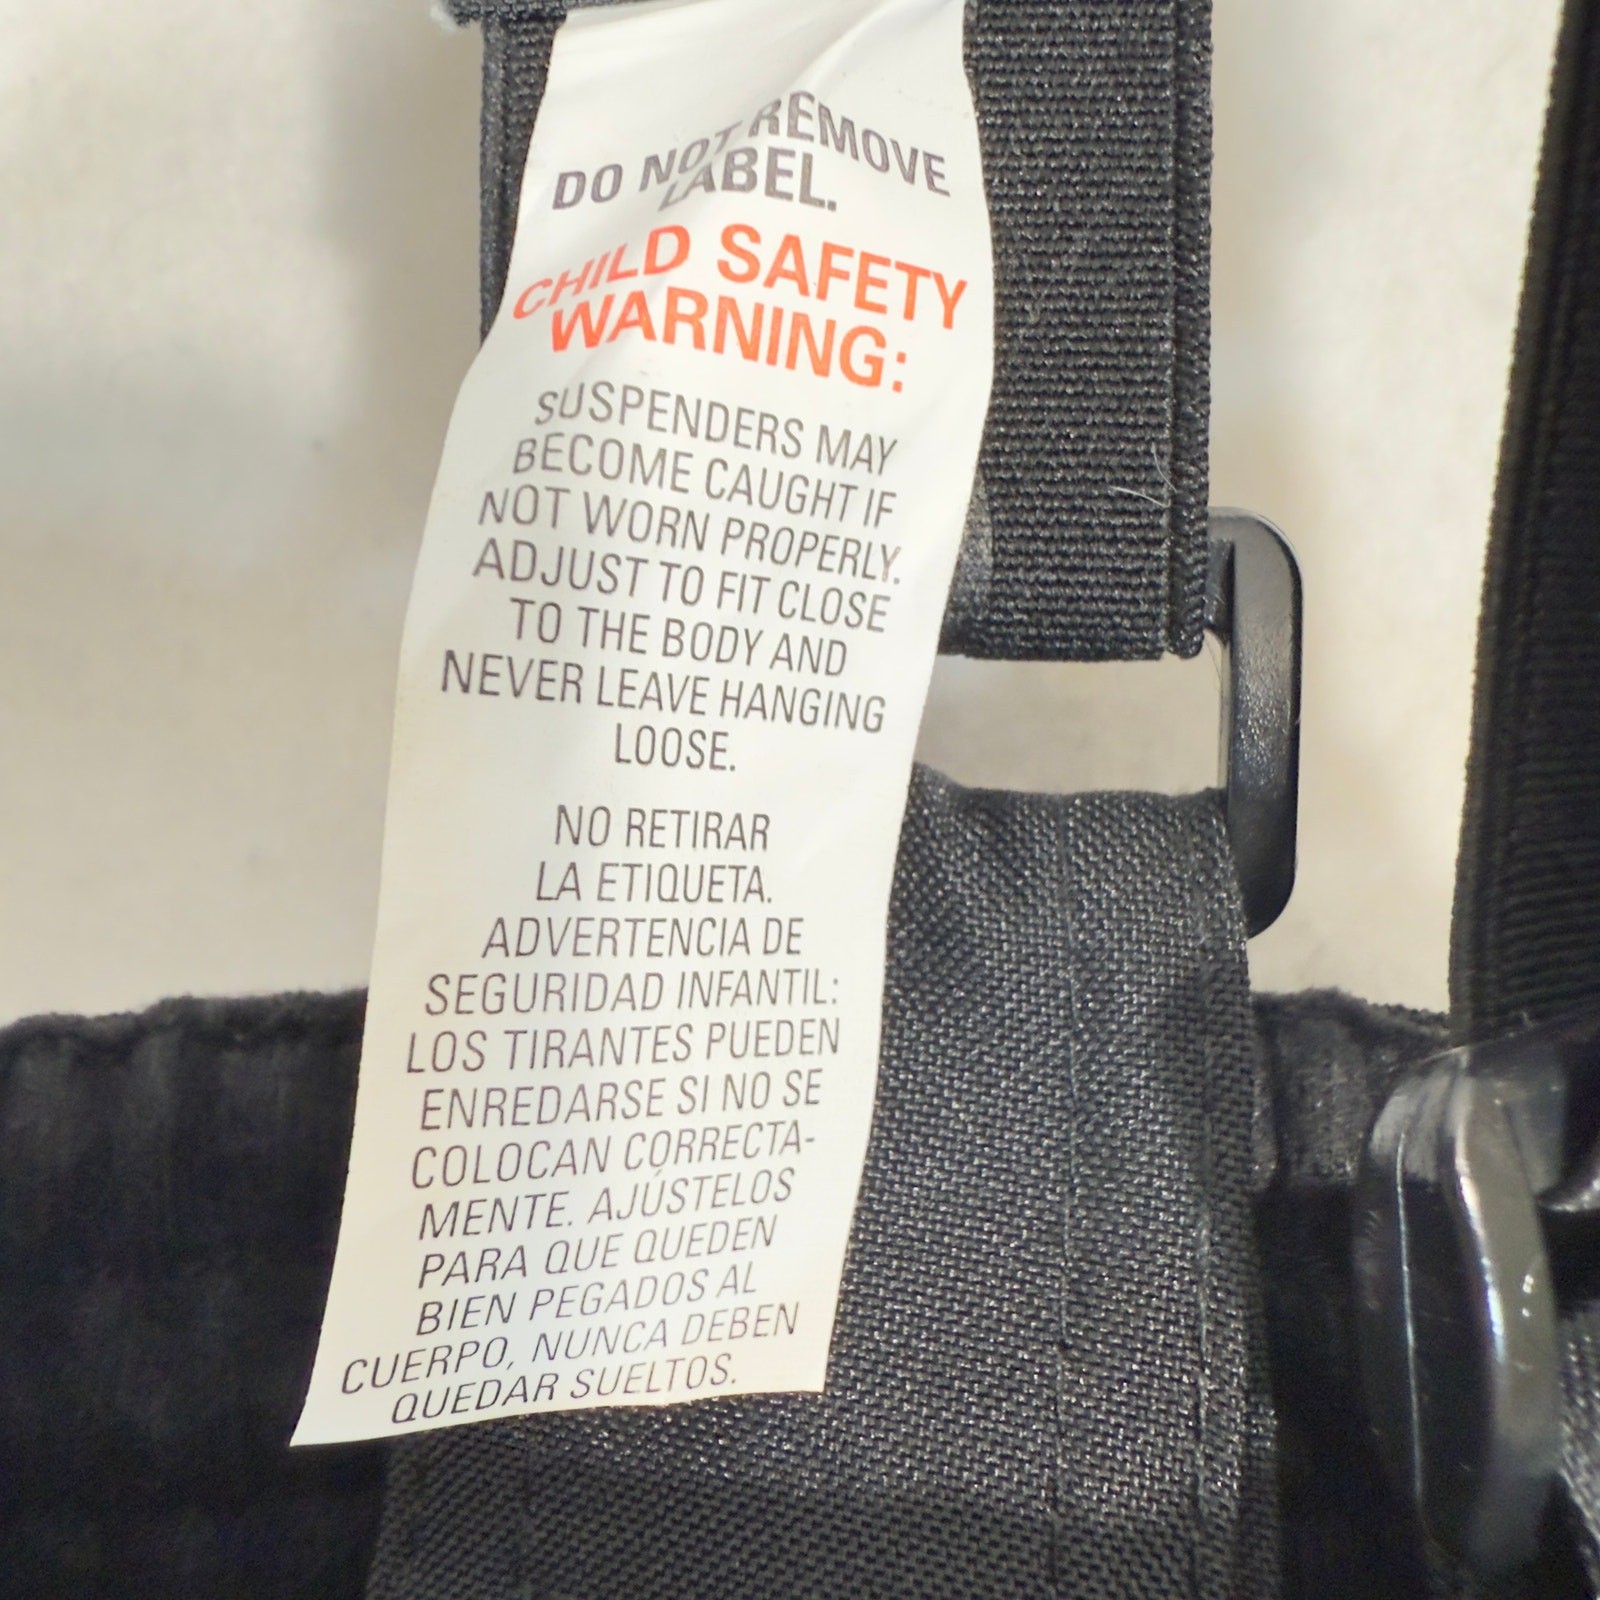 DO NOT REMOVE
LABEL.
CHILD SAFETY
WARNING:
SUSPENDERS MAY
BECOME CAUGHT IF
NOT WORN PROPERLY.
ADJUST TO FIT CLOSE
TO THE BODY AND
NEVER LEAVE HANGING
LOOSE.
NO RETIRAR
LA ETIQUETA.
ADVERTENCIA DE
SEGURIDAD INFANTIL:
LOS TIRANTES PUEDEN
ENREDARSE SI NO SE
COLOCAN CORRECTA-
MENTE. AJÚSTELOS
PARA QUE QUEDEN
BIEN PEGADOS AL
CUERPO, NUNCA DEBEN
QUEDAR SUELTOS.